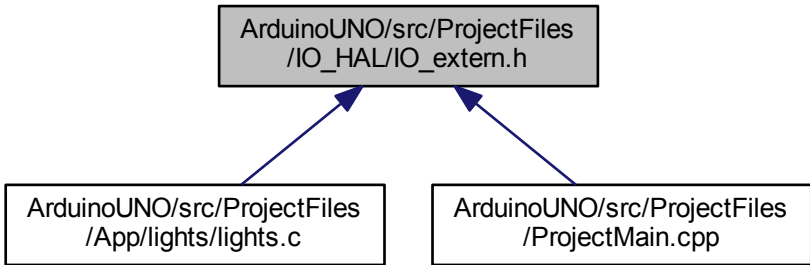 ArduinoUNO/src/ProjectFiles
/IO_HAL/IO_extern.h
ArduinoUNO/src/ProjectFiles
/App/lights/lights.c
ArduinoUNO/src/ProjectFiles
/ProjectMain.cpp